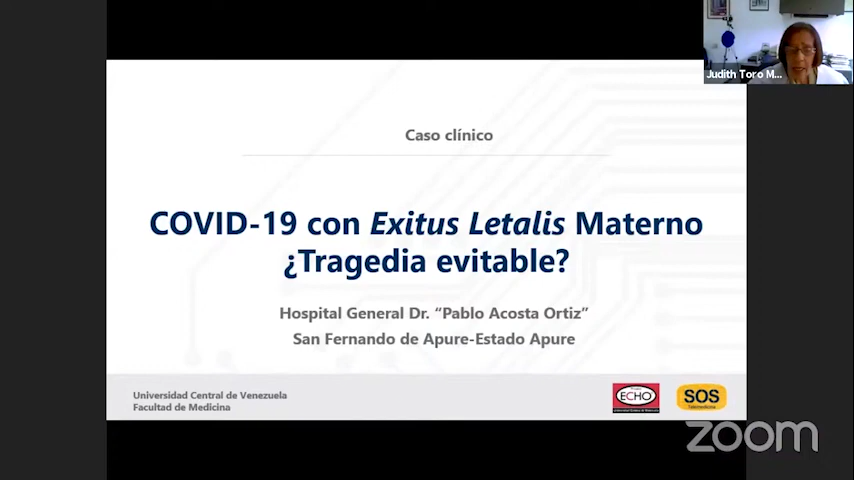 Judith Toro M...
Caso clínico
COVID-19 con Exitus Letalis Materno
¿Tragedia evitable?
Hospital General Dr. “Pablo Acosta Ortiz”
San Fernando de Apure-Estado Apure
Universidad Central de Venezuela
Facultad de Medicina
ECHO
SOS
Telemedicina
zoom